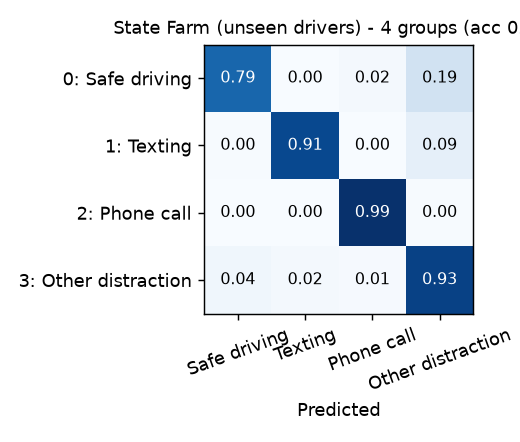 State Farm (unseen drivers) - 4 groups (acc 0
0: Safe driving 0.79 0.00 0.02 0.19
1: Texting 0.00 0.91 0.00 0.09
2: Phone call 0.00 0.00 0.99 0.00
3: Other distraction 0.04 0.02 0.01 0.93
Safe driving Texting Phone call Other distraction
Predicted